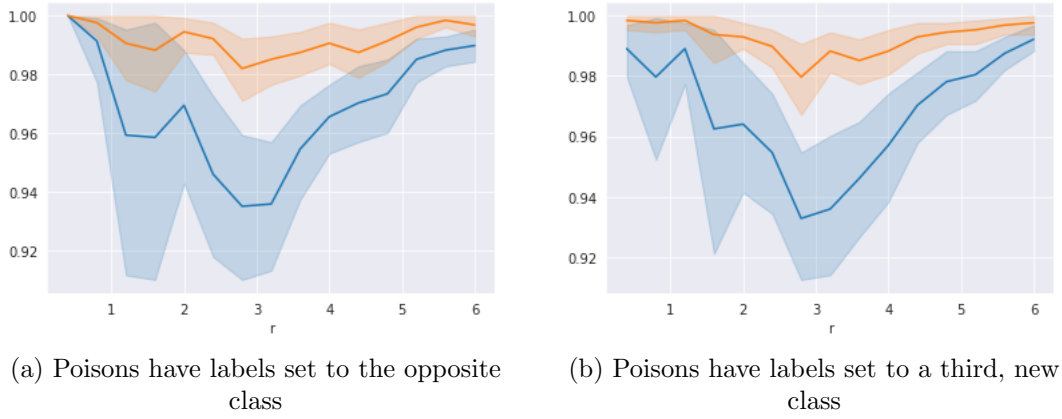 1.00
0.98
0.96
0.94
0.92
1 2 3 4 5 6
r
(a) Poisons have labels set to the opposite
class
1.00
0.98
0.96
0.94
0.92
1 2 3 4 5 6
r
(b) Poisons have labels set to a third, new
class